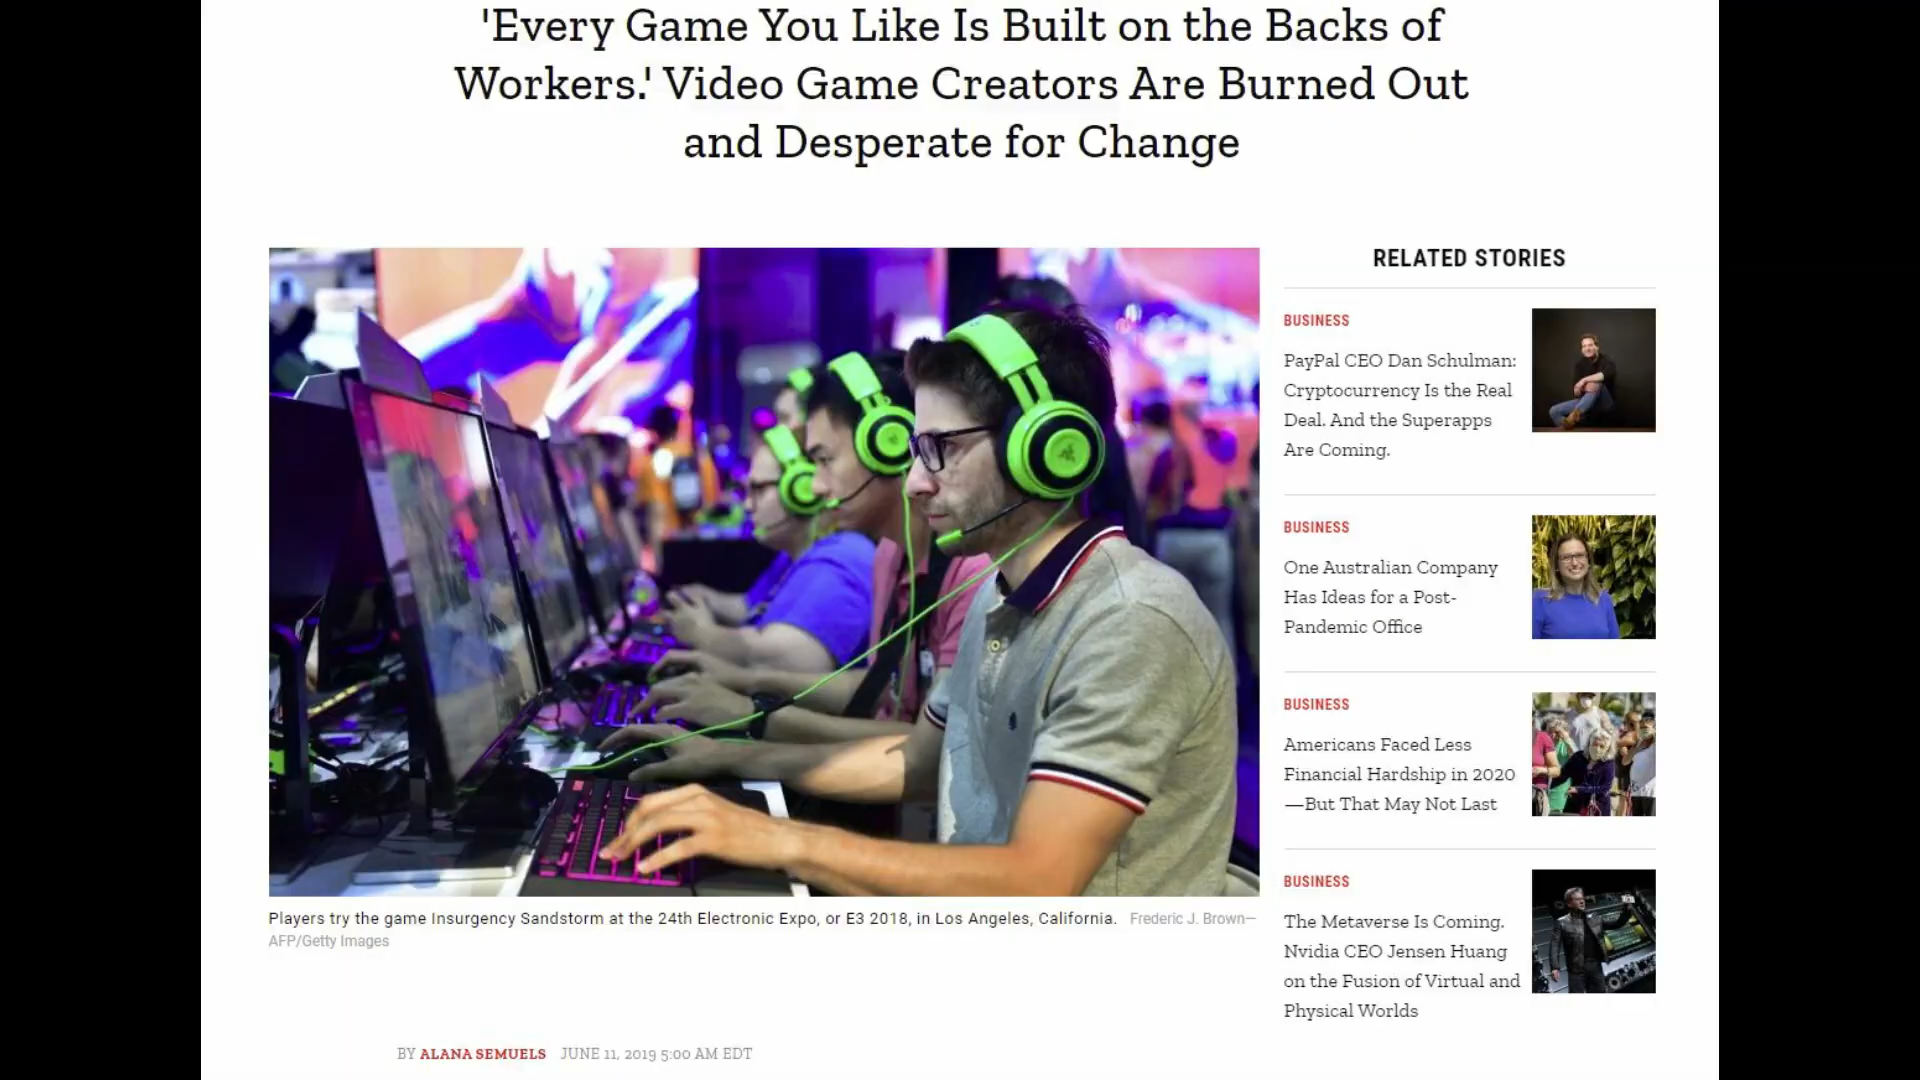 'Every Game You Like Is Built on the Backs of
Workers.' Video Game Creators Are Burned Out
and Desperate for Change
Players try the game Insurgency Sandstorm at the 24th Electronic Expo, or E3 2018, in Los Angeles, California. Frederic J. Brown—
AFP/Getty Images
BY ALANA SEMUELS JUNE 11, 2019 5:00 AM EDT
RELATED STORIES
BUSINESS
PayPal CEO Dan Schulman:
Cryptocurrency Is the Real
Deal. And the Superapps
Are Coming.
BUSINESS
One Australian Company
Has Ideas for a Post-
Pandemic Office
BUSINESS
Americans Faced Less
Financial Hardship in 2020
—But That May Not Last
BUSINESS
The Metaverse Is Coming.
Nvidia CEO Jensen Huang
on the Fusion of Virtual and
Physical Worlds